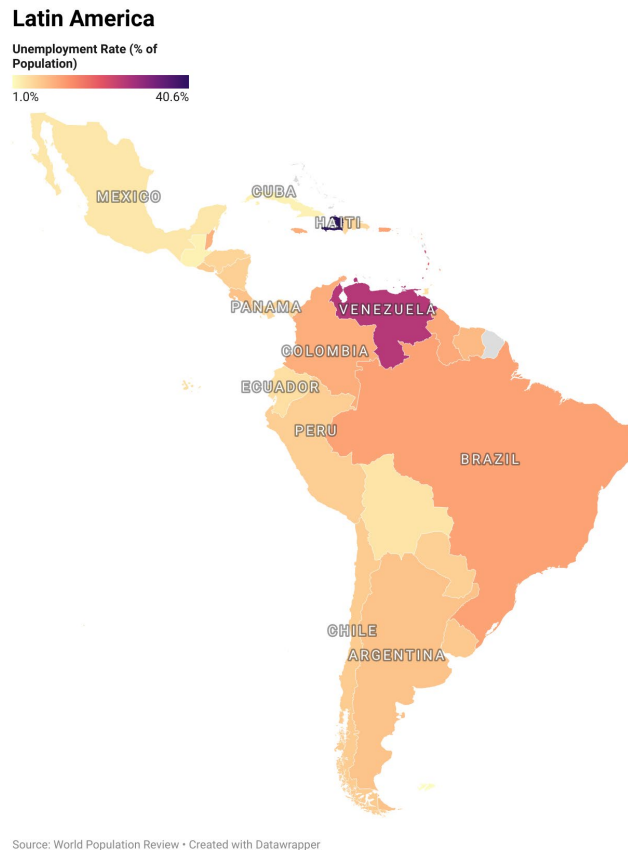 Latin America
Unemployment Rate (% of
Population)
1.0% 40.6%
MEXICO
CUBA
HAITI
PANAMA
VENEZUELA
COLOMBIA
ECUADOR
PERU
BRAZIL
CHILE
ARGENTINA
Source: World Population Review • Created with Datawrapper